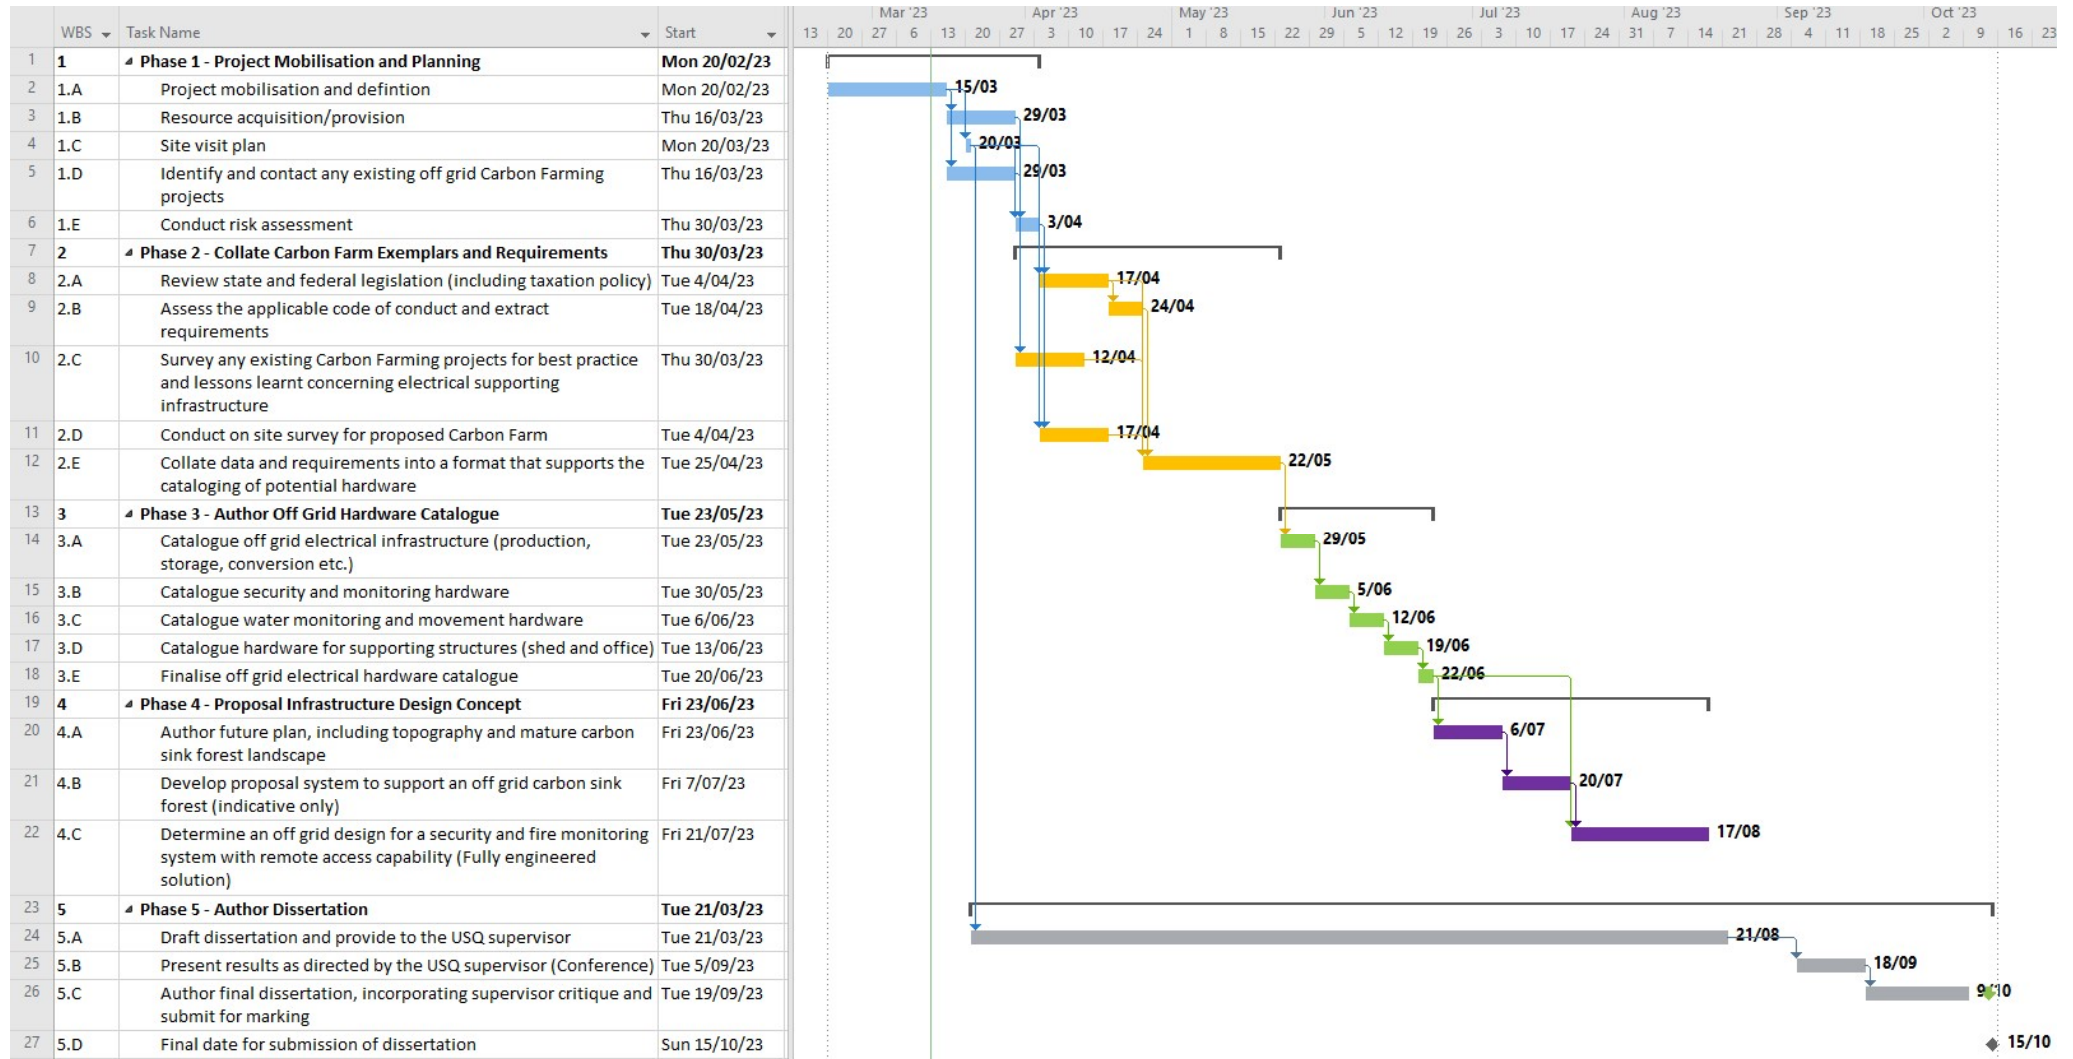 Mar '23 Apr '23 May '23 Jun '23 Jul '23 Aug '23 Sep '23 Oct '23
WBS Task Name Start 13 20 27 6 13 20 27 3 10 17 24 1 8 15 22 29 5 12 19 26 3 10 17 24 31 7 14 21 28 4 11 18 25 2 9 16 23
1 1 Phase 1 - Project Mobilisation and Planning Mon 20/02/23
2 1.A Project mobilisation and defintion Mon 20/02/23 15/03
3 1.B Resource acquisition/provision Thu 16/03/23 29/03
4 1.C Site visit plan Mon 20/03/23 20/03
5 1.D Identify and contact any existing off grid Carbon Farming Thu 16/03/23 29/03
projects
6 1.E Conduct risk assessment Thu 30/03/23 3/04
7 2 Phase 2 - Collate Carbon Farm Exemplars and Requirements Thu 30/03/23
8 2.A Review state and federal legislation (including taxation policy) Tue 4/04/23 17/04
9 2.B Assess the applicable code of conduct and extract Tue 18/04/23 24/04
requirements
10 2.C Survey any existing Carbon Farming projects for best practice Thu 30/03/23 12/04
and lessons learnt concerning electrical supporting
infrastructure
11 2.D Conduct on site survey for proposed Carbon Farm Tue 4/04/23 17/04
12 2.E Collate data and requirements into a format that supports the Tue 25/04/23 22/05
cataloging of potential hardware
13 3 Phase 3 - Author Off Grid Hardware Catalogue Tue 23/05/23
14 3.A Catalogue off grid electrical infrastructure (production, Tue 23/05/23 29/05
storage, conversion etc.)
15 3.B Catalogue security and monitoring hardware Tue 30/05/23 5/06
16 3.C Catalogue water monitoring and movement hardware Tue 6/06/23 12/06
17 3.D Catalogue hardware for supporting structures (shed and office) Tue 13/06/23 19/06
18 3.E Finalise off grid electrical hardware catalogue Tue 20/06/23 22/06
19 4 Phase 4 - Proposal Infrastructure Design Concept Fri 23/06/23
20 4.A Author future plan, including topography and mature carbon Fri 23/06/23 6/07
sink forest landscape
21 4.B Develop proposal system to support an off grid carbon sink Fri 7/07/23 20/07
forest (indicative only)
22 4.C Determine an off grid design for a security and fire monitoring Fri 21/07/23 17/08
system with remote access capability (Fully engineered
solution)
23 5 Phase 5 - Author Dissertation Tue 21/03/23
24 5.A Draft dissertation and provide to the USQ supervisor Tue 21/03/23 21/08
25 5.B Present results as directed by the USQ supervisor (Conference) Tue 5/09/23 18/09
26 5.C Author final dissertation, incorporating supervisor critique and Tue 19/09/23 9/10
submit for marking
27 5.D Final date for submission of dissertation Sun 15/10/23 15/10